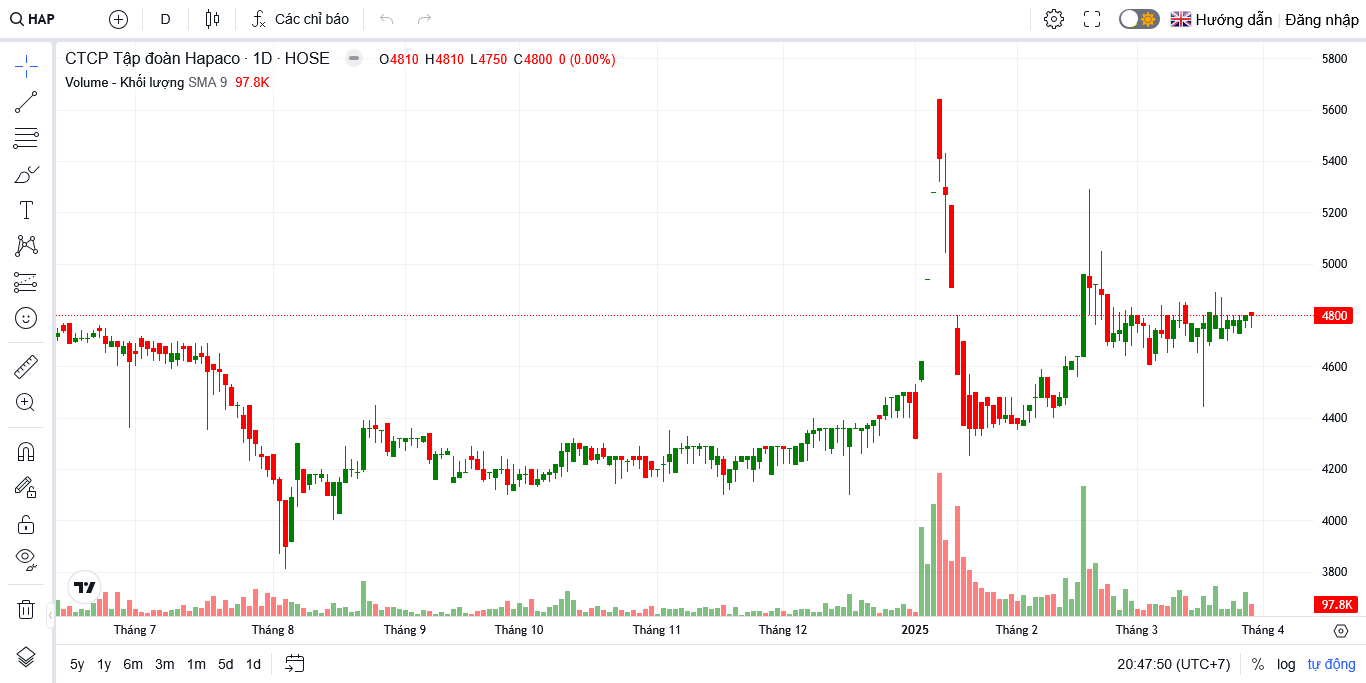 HAP D Các chỉ báo Hướng dẫn Đăng nhập
CTCP Tập đoàn Hapaco · 1D · HOSE O4810 H4810 L4750 C4800 0 (0.00%)
Volume - Khối lượng SMA 9 97.8K
5800
5600
5400
5200
5000
4800
4600
4400
4200
4000
3800
97.8K
Tháng 7 Tháng 8 Tháng 9 Tháng 10 Tháng 11 Tháng 12 2025 Tháng 2 Tháng 3 Tháng 4
5y 1y 6m 3m 1m 5d 1d 20:47:50 (UTC+7) % log tự động